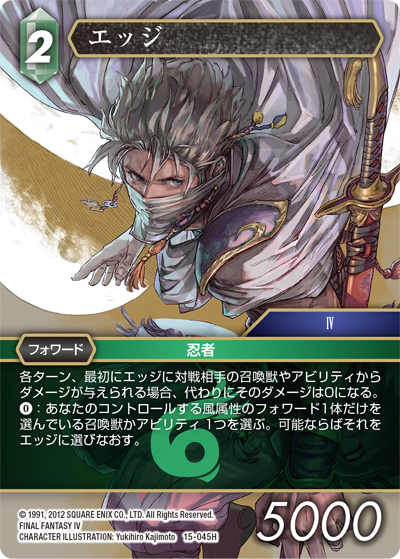 2
エッジ
IV
フォワード
忍者
各ターン、最初にエッジに対戦相手の召喚獣やアビリティから
ダメージが与えられる場合、代わりにそのダメージは0になる。
0：あなたのコントロールする風属性のフォワード1体だけを
選んでいる召喚獣かアビリティ1つを選ぶ。可能ならばそれを
エッジに選びなおす。
© 1991, 2012 SQUARE ENIX CO., LTD. All Rights Reserved.
FINAL FANTASY IV
CHARACTER ILLUSTRATION: Yukihiro Kajimoto 15-045H
5000